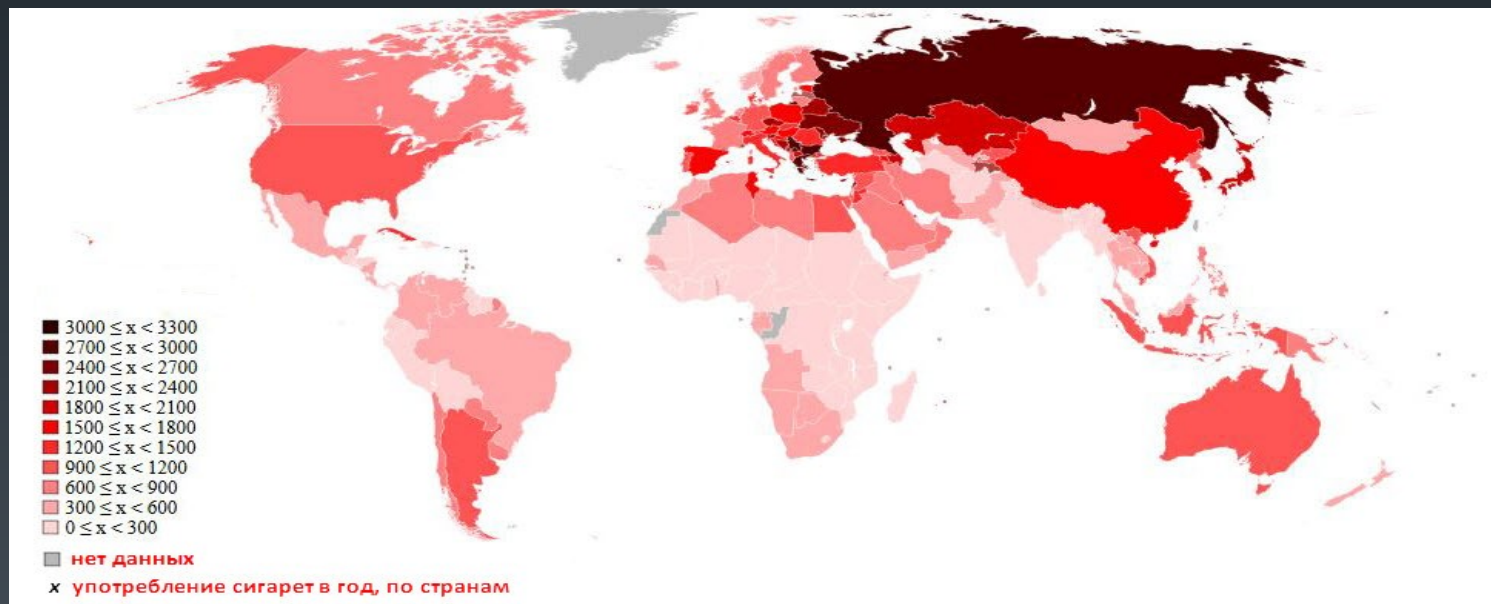 3000 ≤ x < 3300
2700 ≤ x < 3000
2400 ≤ x < 2700
2100 ≤ x < 2400
1800 ≤ x < 2100
1500 ≤ x < 1800
1200 ≤ x < 1500
900 ≤ x < 1200
600 ≤ x < 900
300 ≤ x < 600
0 ≤ x < 300
нет данных
x употребление сигарет в год, по странам